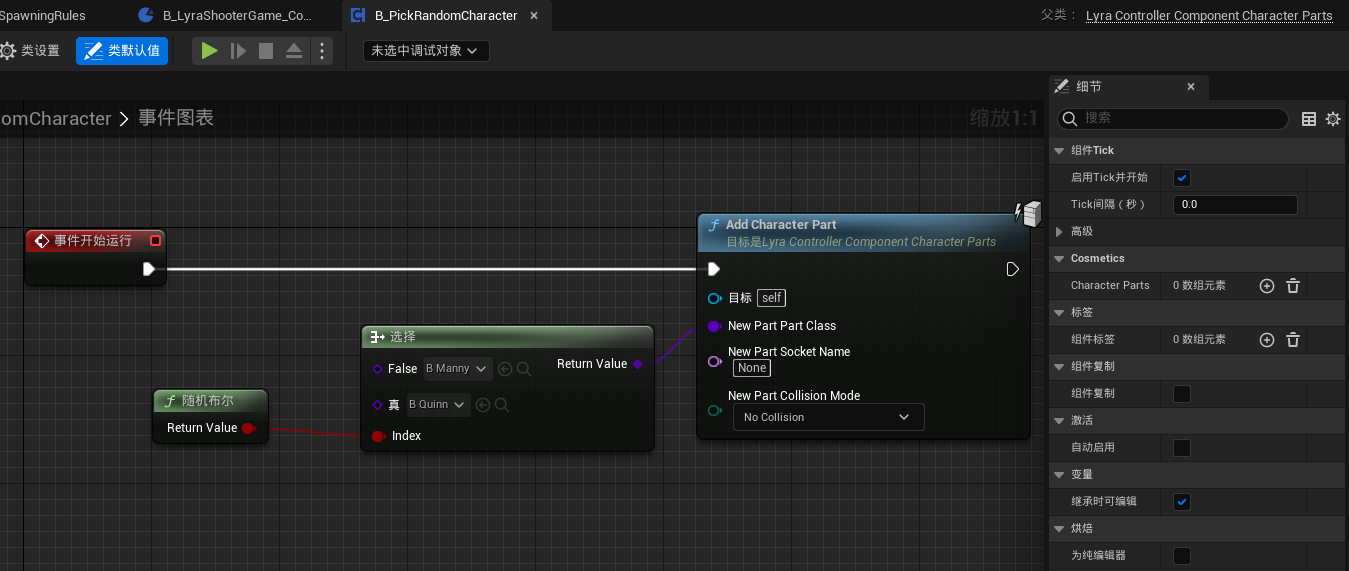 SpawningRules
B_LyraShooterGame_Co...
B_PickRandomCharacter
父类：
Lyra Controller Component Character Parts
类设置
类默认值
未选中调试对象
omCharacter
事件图表
缩放1:1
事件开始运行
Add Character Part
目标是Lyra Controller Component Character Parts
目标
self
New Part Part Class
New Part Socket Name
None
New Part Collision Mode
No Collision
选择
False
B Manny
Return Value
真
B Quinn
Index
随机布尔
Return Value
细节
搜索
组件Tick
启用Tick并开始
Tick间隔（秒）
0.0
高级
Cosmetics
Character Parts
0 数组元素
标签
组件标签
0 数组元素
组件复制
组件复制
激活
自动启用
变量
继承时可编辑
烘焙
为纯编辑器